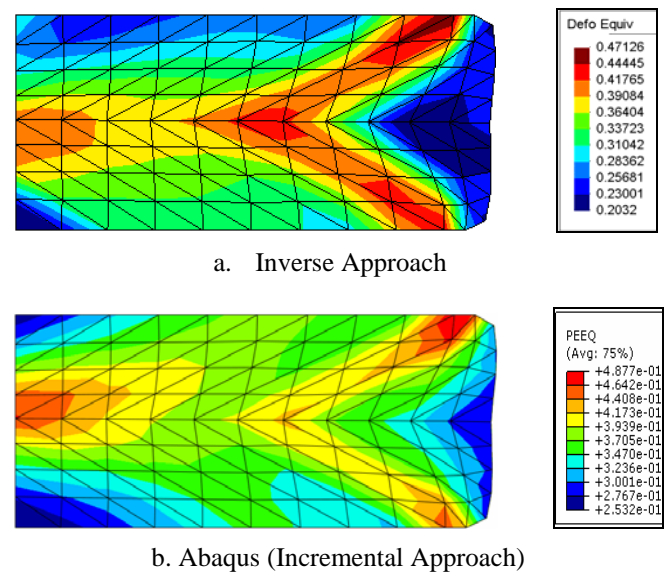 Defo Equiv
0.47126
0.44445
0.41765
0.39084
0.36404
0.33723
0.31042
0.28362
0.25681
0.23001
0.2032
a. Inverse Approach
PEEQ
(Avg: 75%)
+4.877e-01
+4.642e-01
+4.408e-01
+4.173e-01
+3.939e-01
+3.705e-01
+3.470e-01
+3.236e-01
+3.001e-01
+2.767e-01
+2.532e-01
b. Abaqus (Incremental Approach)